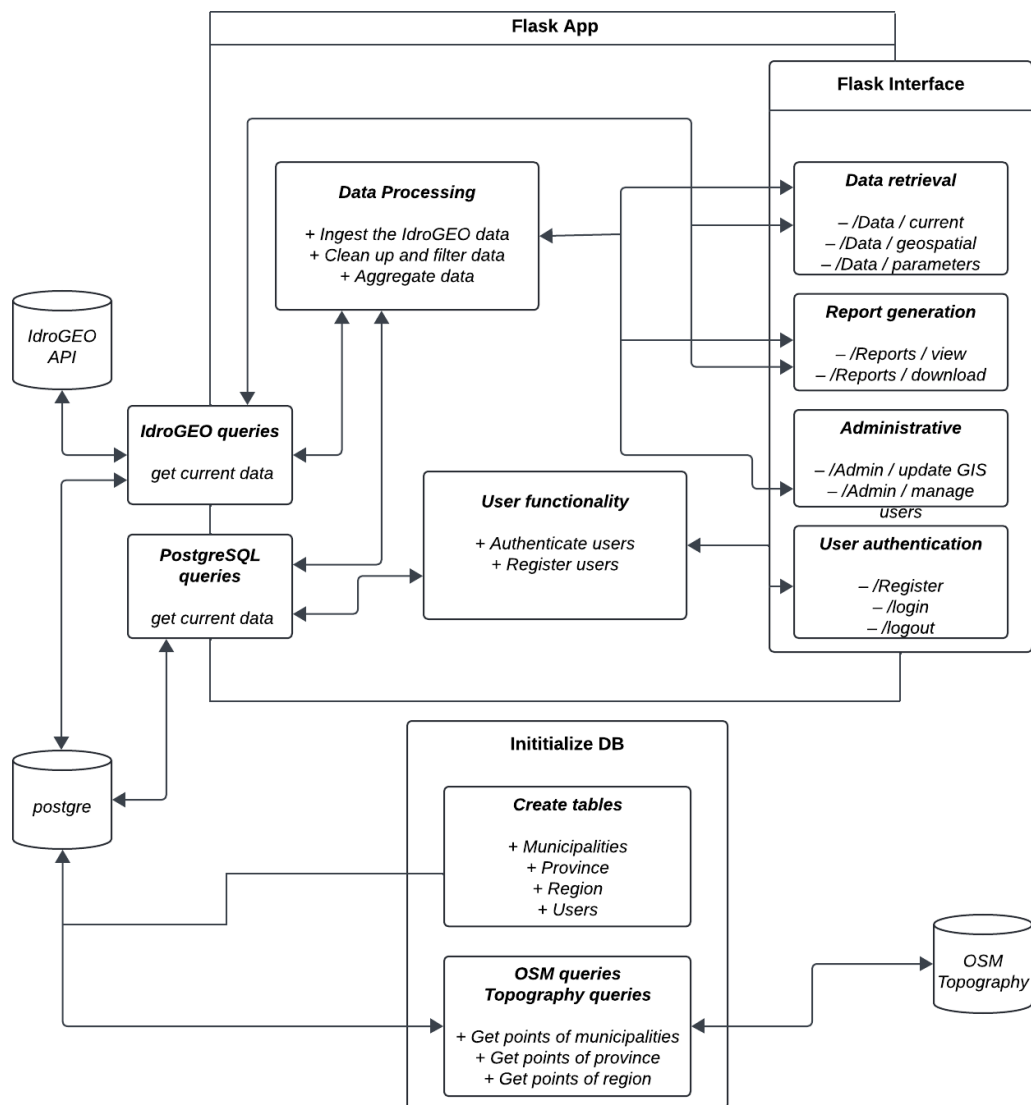 Flask App
Flask Interface
Data Processing
+ Ingest the IdroGEO data
+ Clean up and filter data
+ Aggregate data
Data retrieval
– /Data / current
– /Data / geospatial
– /Data / parameters
IdroGEO
API
Report generation
– /Reports / view
– /Reports / download
IdroGEO queries
get current data
Administrative
– /Admin / update GIS
– /Admin / manage
users
User functionality
+ Authenticate users
+ Register users
PostgreSQL
queries
get current data
User authentication
– /Register
– /login
– /logout
Inititialize DB
postgre
Create tables
+ Municipalities
+ Province
+ Region
+ Users
OSM queries
Topography queries
+ Get points of municipalities
+ Get points of province
+ Get points of region
OSM
Topography